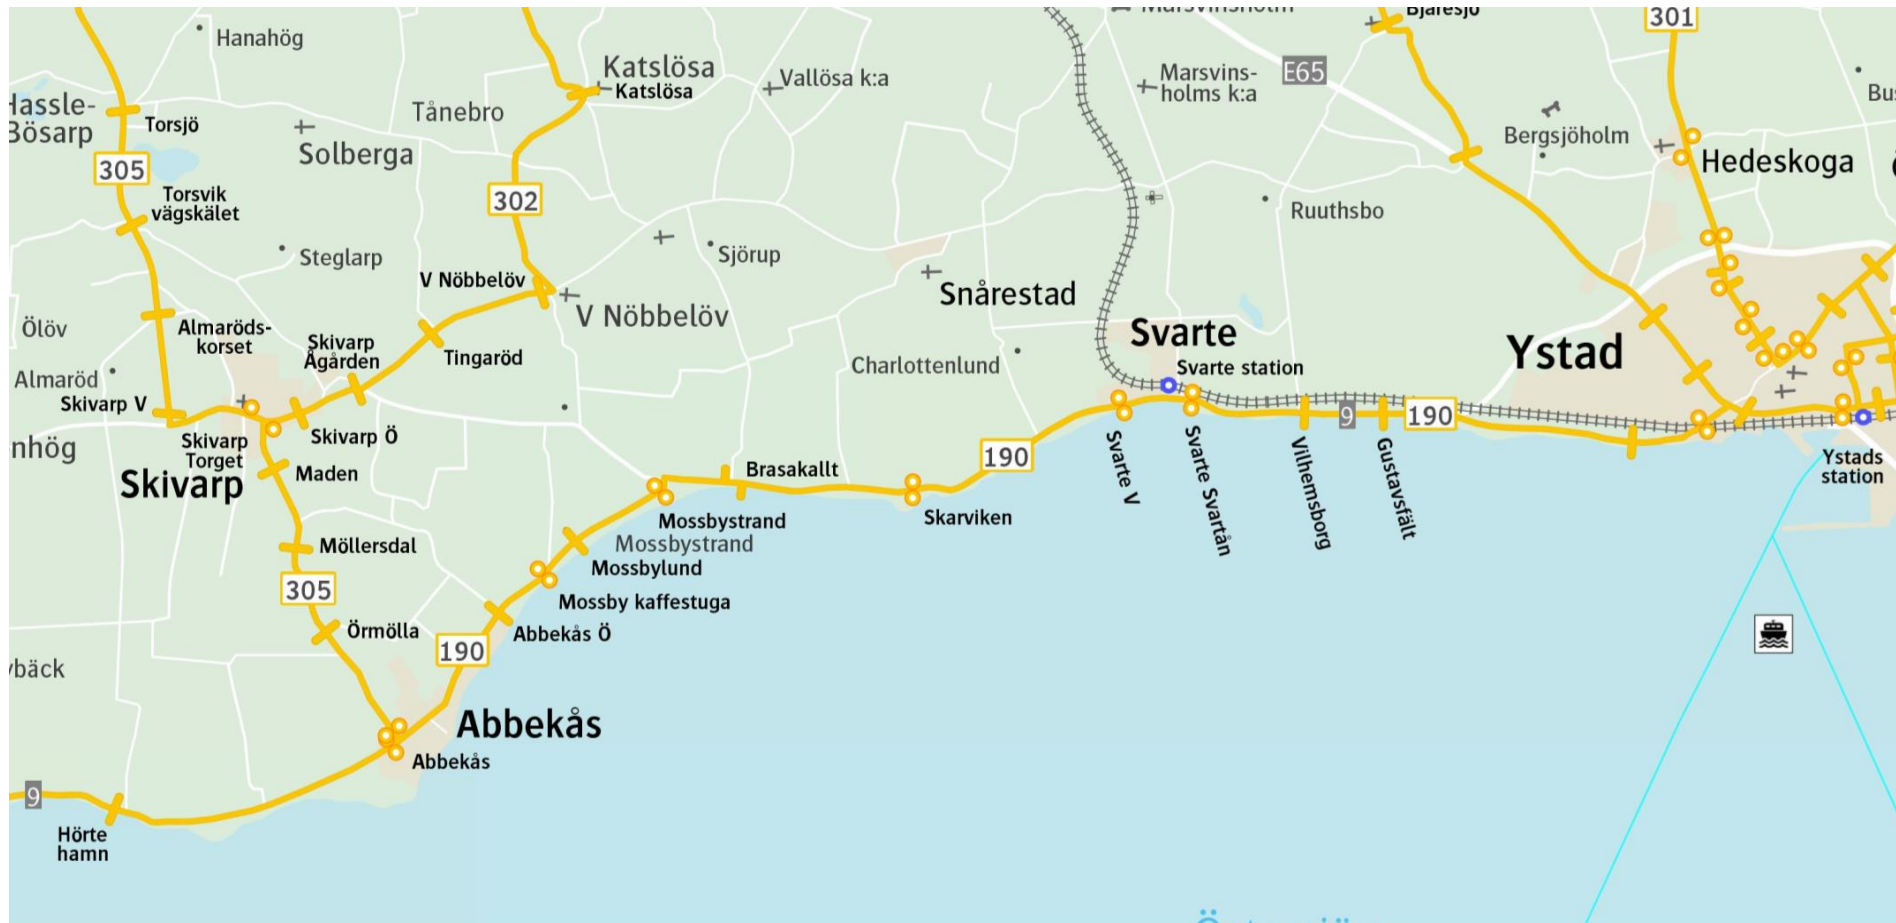 Hanahög
Katslösa
Katslösa
Vallösa k:a
Marsvins-
holms k:a
E65
Bjäresjö
301
Tånebro
Torsjö
Solberga
305
Bergsjöholm
Hedeskoga
Torsvik
vägskälet
302
Ruuthsbo
Steglarp
Sjörup
V Nöbbelöv
Snårestad
V Nöbbelöv
Ölöv
Almaröds-
korset
Skivarp
Ågården
Tingaröd
Svarte
Svarte station
Ystad
Charlottenlund
Almaröd
Skivarp V
Skivarp
Torget
Skivarp Ö
9
190
Skivarp
Maden
Brasakallt
190
Svarte V
Svarte Svartån
Vilhemsborg
Gustavsfält
Ystads
station
Mossbystrand
Mossbystrand
Skarviken
Möllersdal
Mossbylund
305
Mossby kaffestuga
Örmölla
Abbekås Ö
190
Abbekås
Abbekås
9
Hörte
hamn